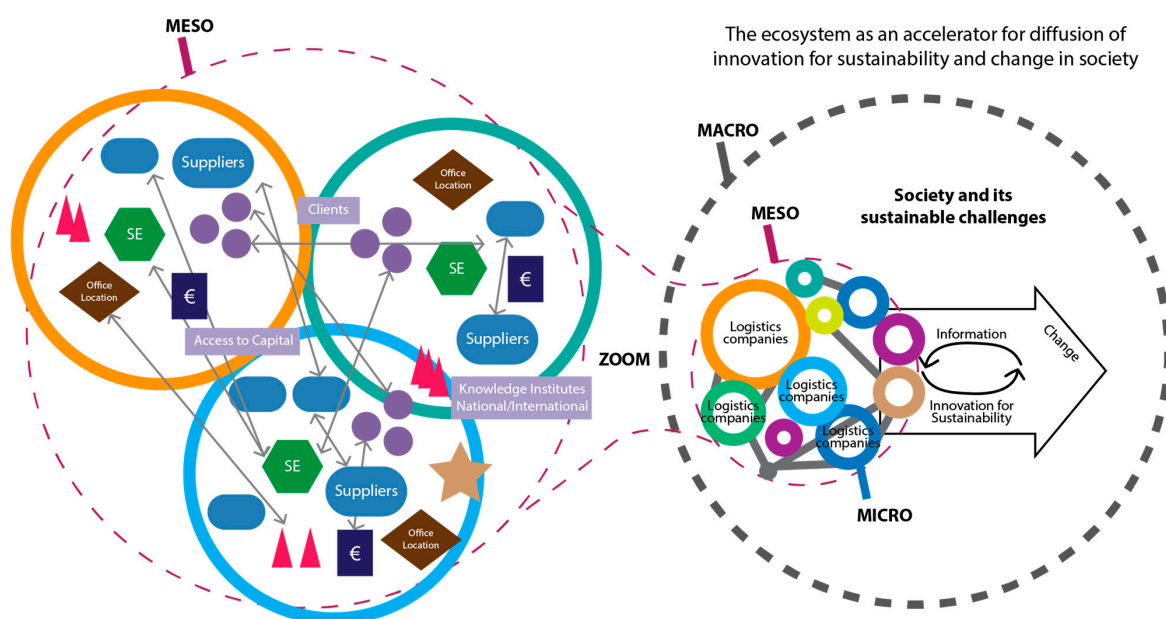 MESO
The ecosystem as an accelerator for diffusion of
innovation for sustainability and change in society
MACRO
Suppliers
Office
Location
Clients
Society and its
sustainable challenges
MESO
SE
SE
€
€
Office
Location
Access to Capital
Suppliers
ZOOM
Logistics
companies
Information
Change
Knowledge Institutes
National/International
Logistics
companies
Logistics
companies
Innovation for
Sustainability
Logistics
companies
SE
Suppliers
MICRO
€
Office
Location